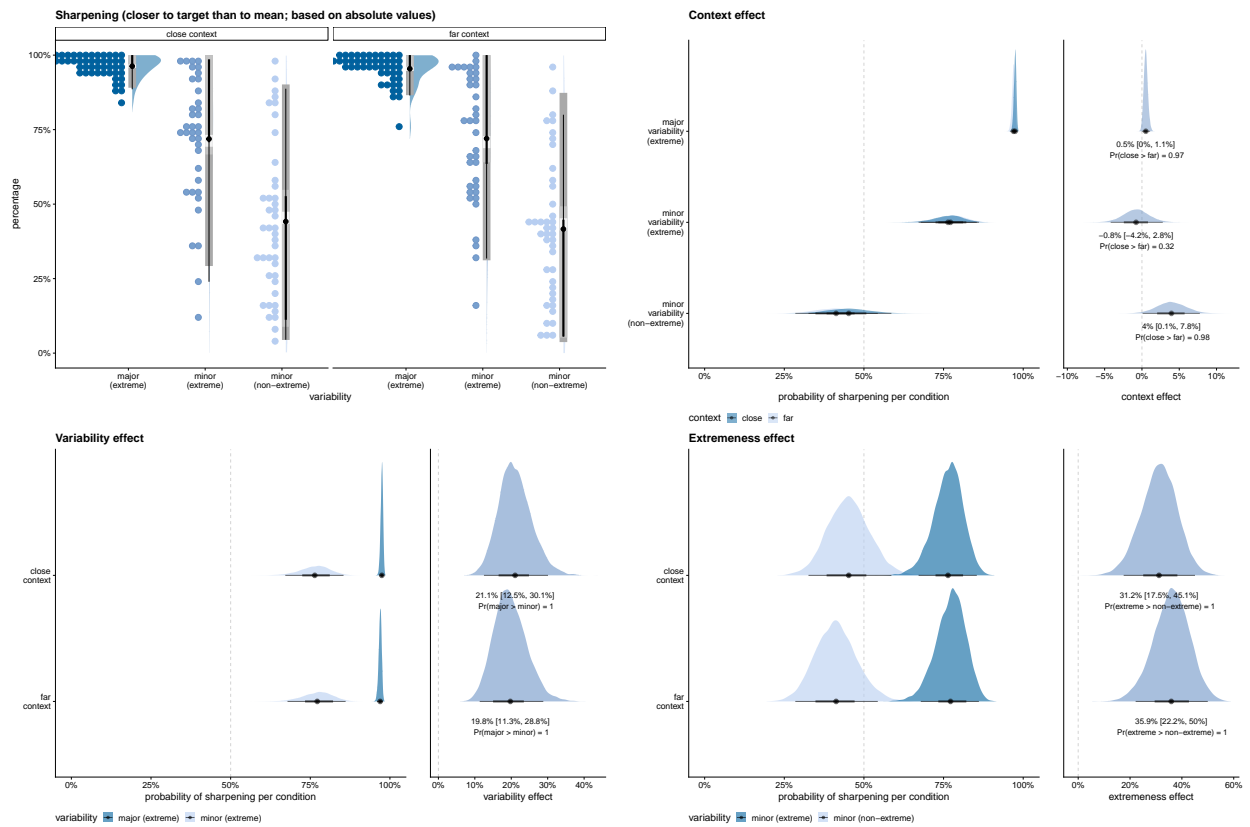 Sharpening (closer to target than to mean; based on absolute values)
close context
far context
100%
75%
50%
25%
0%
percentage
major
(extreme)
minor
(extreme)
minor
(non−extreme)
major
(extreme)
minor
(extreme)
minor
(non−extreme)
variability
Context effect
major
variability
(extreme)
minor
variability
(extreme)
minor
variability
(non−extreme)
0.5% [0%, 1.1%]
Pr(close > far) = 0.97
−0.8% [−4.2%, 2.8%]
Pr(close > far) = 0.32
4% [0.1%, 7.8%]
Pr(close > far) = 0.98
0%
25%
50%
75%
100%
probability of sharpening per condition
−10%
−5%
0%
5%
10%
context effect
context close far
Variability effect
close
context
far
context
21.1% [12.5%, 30.1%]
Pr(major > minor) = 1
19.8% [11.3%, 28.8%]
Pr(major > minor) = 1
0%
25%
50%
75%
100%
probability of sharpening per condition
0%
10%
20%
30%
40%
variability effect
variability major (extreme) minor (extreme)
Extremeness effect
close
context
far
context
31.2% [17.5%, 45.1%]
Pr(extreme > non−extreme) = 1
35.9% [22.2%, 50%]
Pr(extreme > non−extreme) = 1
0%
25%
50%
75%
100%
probability of sharpening per condition
0%
20%
40%
60%
extremeness effect
variability minor (extreme) minor (non−extreme)